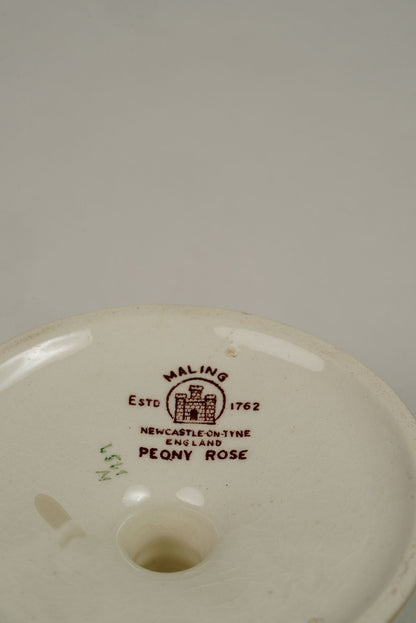 MALING
ESTD 1762
NEWCASTLE-ON-TYNE
ENGLAND
PEONY ROSE